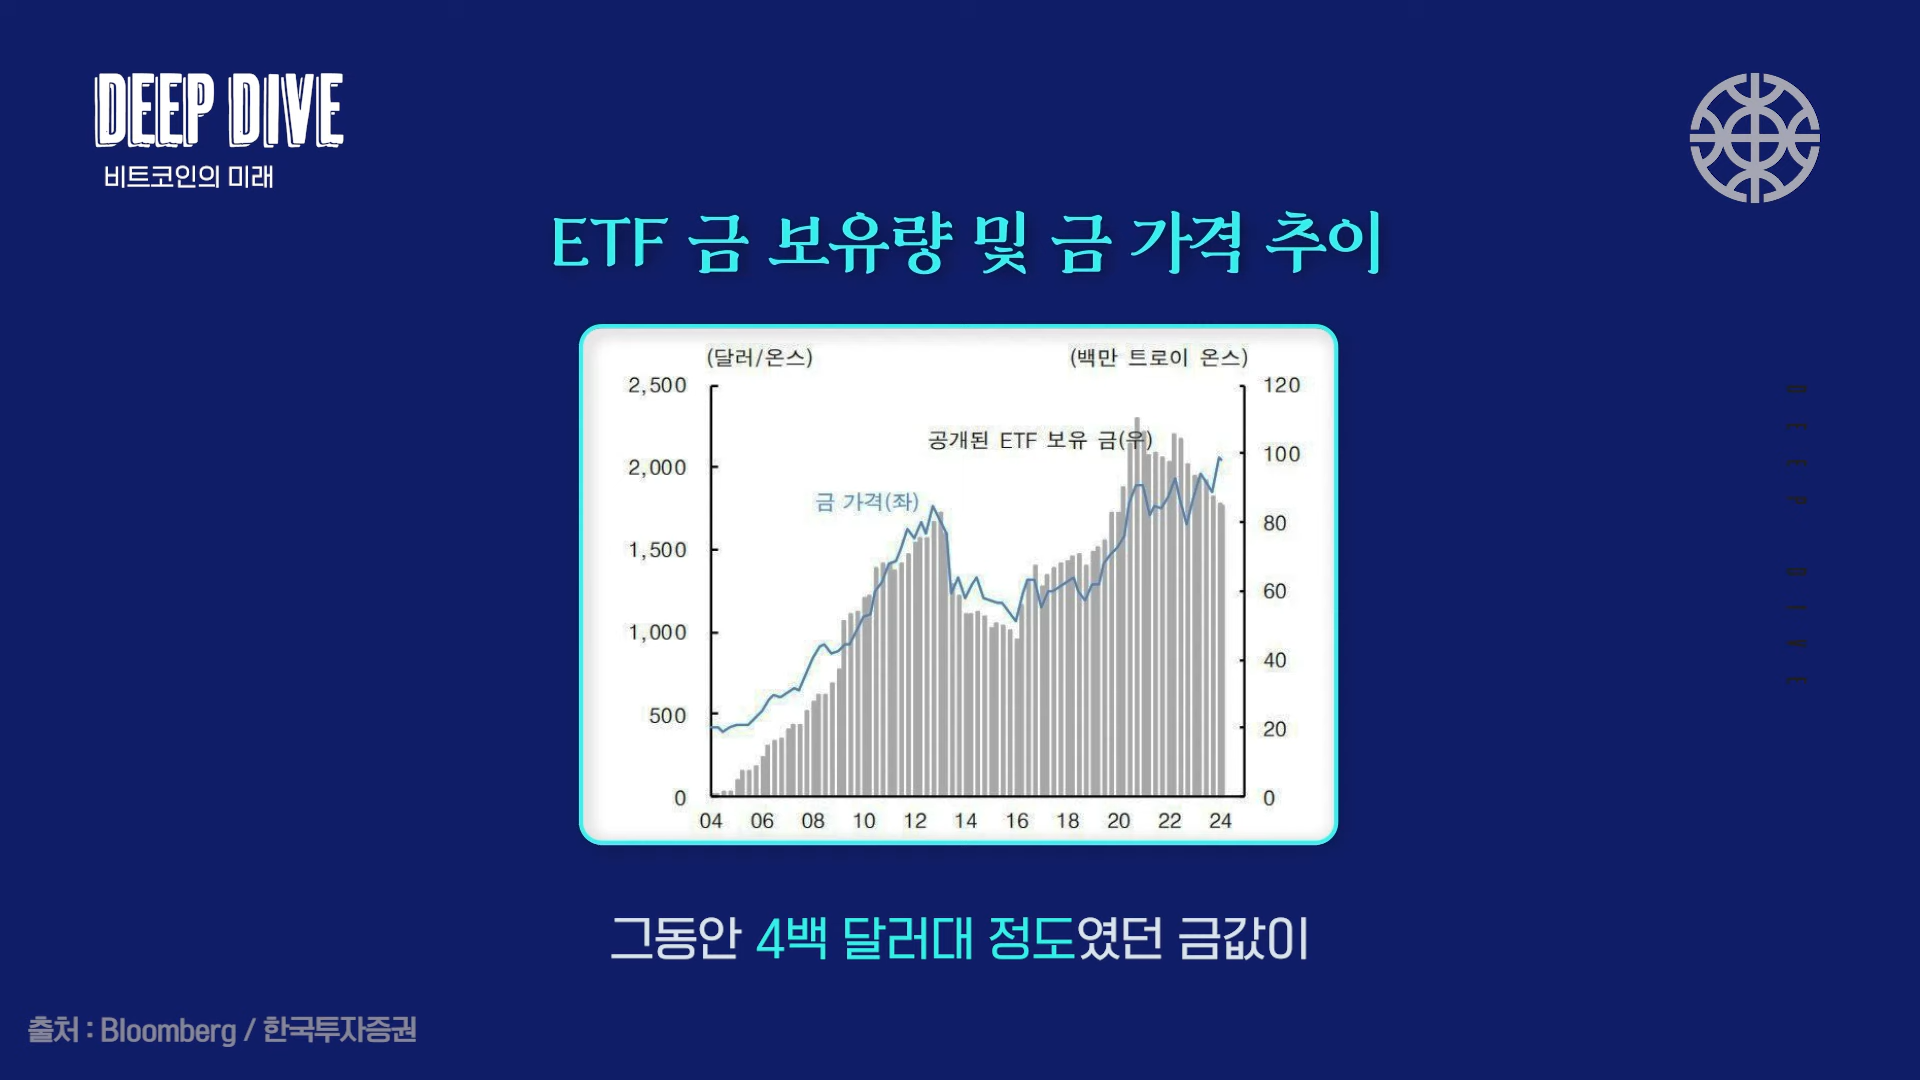 DEEP DIVE
비트코인의 미래
ETF 금 보유량 및 금 가격 추이
(달러/온스) (백만 트로이 온스)
2,500 120
공개된 ETF 보유 금(우)
100
2,000
금 가격(좌)
80
1,500
60
1,000
40
500
20
0 0
04 06 08 10 12 14 16 18 20 22 24
그동안 4백 달러대 정도였던 금값이
출처 : Bloomberg / 한국투자증권